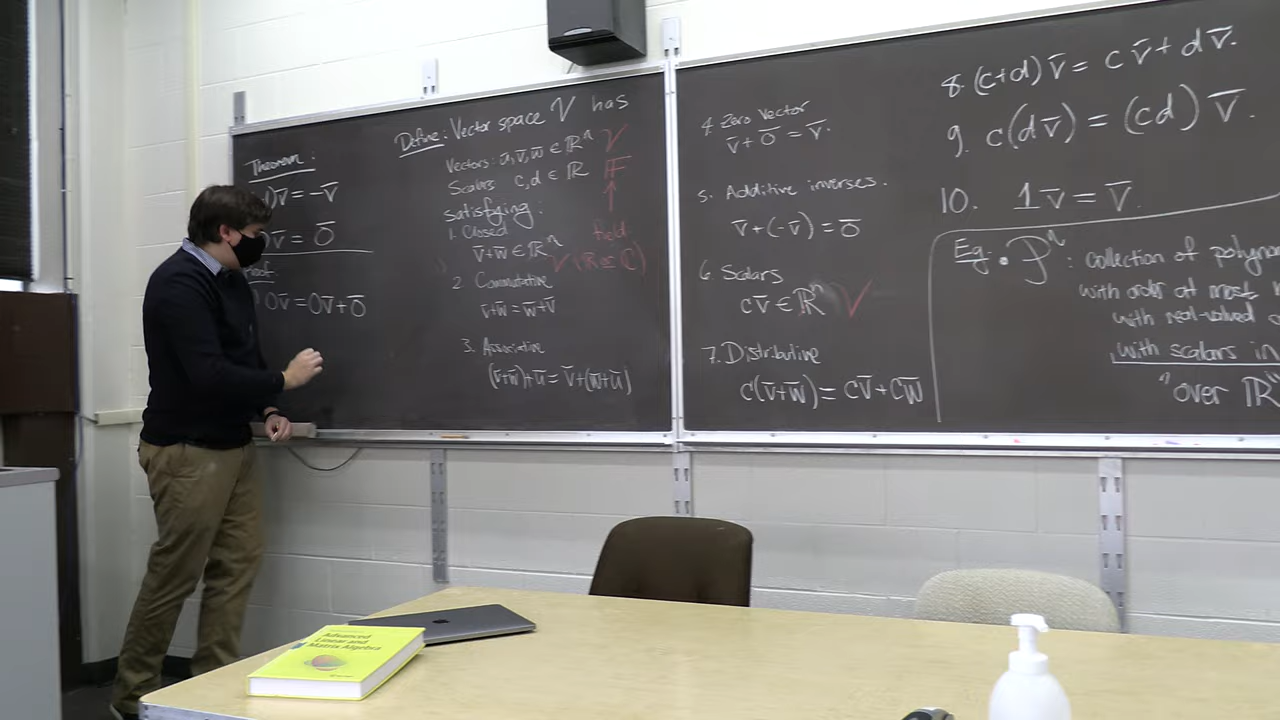 Theorem:
)v̄ = -v̄
v̄ = 0̄
Proof
0v̄ = 0v̄ + 0̄
Define: Vector space V has
Vectors: ū, v̄, w̄ ∈ ℝⁿ V
Scalars c, d ∈ ℝ 𝔽
↑
satisfying: field
1. Closed (ℝ or ℂ)
v̄+w̄ ∈ ℝⁿ V
2. Commutative
v̄+w̄ = w̄+v̄
3. Associative
(v̄+w̄)+ū = v̄+(w̄+ū)
4. Zero Vector
v̄ + 0̄ = v̄.
5. Additive inverses.
v̄+(-v̄) = 0̄
6. Scalars
cv̄ ∈ ℝⁿ V
7. Distributive
c(v̄+w̄) = cv̄+cw̄
8. (c+d)v̄ = cv̄ + dv̄.
9. c(dv̄) = (cd)v̄.
10. 1v̄ = v̄.
Eg. • Pⁿ: collection of
with order at most
with real-valued
with scalars in
"over ℝ"
Advanced
Linear and
Matrix Algebra